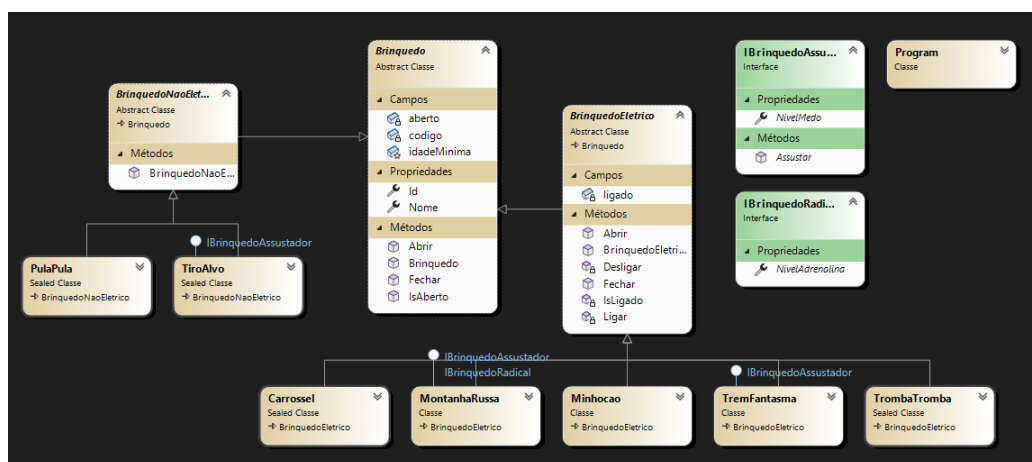 BrinquedoNaoElet...
Abstract Classe
Brinquedo
Métodos
BrinquedoNaoE...
Brinquedo
Abstract Classe
Campos
aberto
codigo
idadeMinima
Propriedades
Id
Nome
Métodos
Abrir
Brinquedo
Fechar
IsAberto
BrinquedoEletrico
Abstract Classe
Brinquedo
Campos
ligado
Métodos
Abrir
BrinquedoEletri...
Desligar
Fechar
IsLigado
Ligar
IBrinquedoAssu...
Interface
Propriedades
NivelMedo
Métodos
Assustar
Program
Classe
IBrinquedoRadi...
Interface
Propriedades
NivelAdrenalina
PulaPula
Sealed Classe
BrinquedoNaoEletrico
IBrinquedoAssustador
TiroAlvo
Sealed Classe
BrinquedoNaoEletrico
Carrossel
Sealed Classe
BrinquedoEletrico
IBrinquedoAssustador
IBrinquedoRadical
MontanhaRussa
Classe
BrinquedoEletrico
Minhocao
Classe
BrinquedoEletrico
IBrinquedoAssustador
TremFantasma
Classe
BrinquedoEletrico
TrombaTromba
Sealed Classe
BrinquedoEletrico